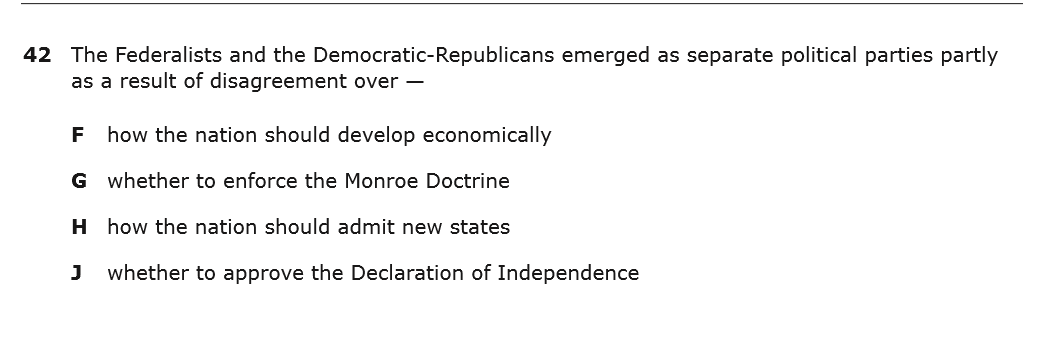 42 The Federalists and the Democratic-Republicans emerged as separate political parties partly
as a result of disagreement over —
F how the nation should develop economically
G whether to enforce the Monroe Doctrine
H how the nation should admit new states
J whether to approve the Declaration of Independence